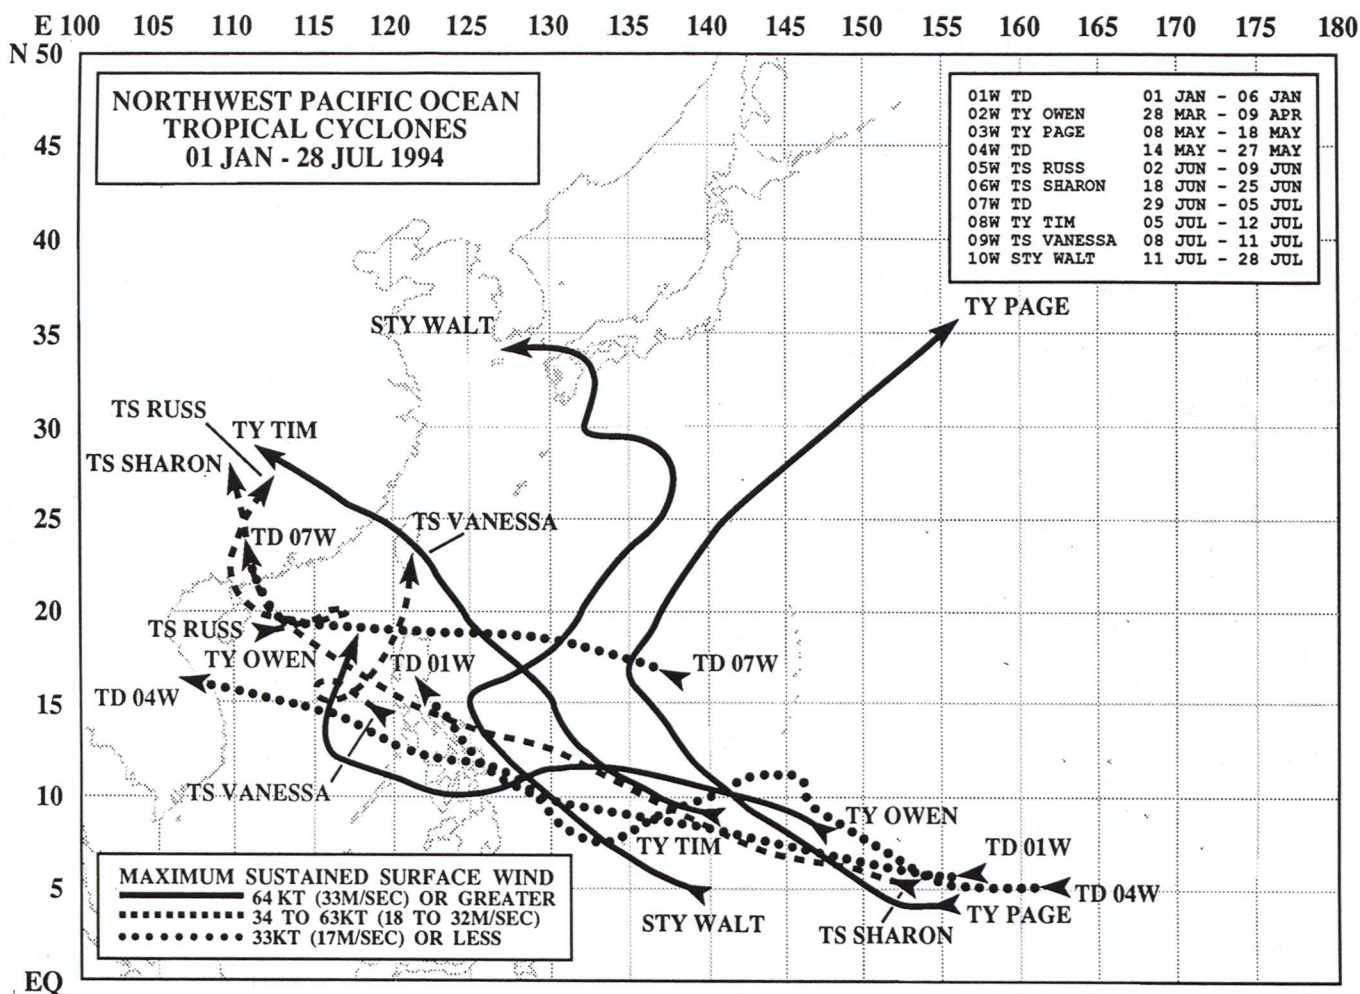 E 100 105 110 115 120 125 130 135 140 145 150 155 160 165 170 175 180
N 50
NORTHWEST PACIFIC OCEAN
TROPICAL CYCLONES
01 JAN - 28 JUL 1994
01W TD 01 JAN - 06 JAN
02W TY OWEN 28 MAR - 09 APR
03W TY PAGE 08 MAY - 18 MAY
04W TD 14 MAY - 27 MAY
05W TS RUSS 02 JUN - 09 JUN
06W TS SHARON 18 JUN - 25 JUN
07W TD 29 JUN - 05 JUL
08W TY TIM 05 JUL - 12 JUL
09W TS VANESSA 08 JUL - 11 JUL
10W STY WALT 11 JUL - 28 JUL
45
40
TY PAGE
STY WALT
35
TS RUSS
TY TIM
30
TS SHARON
25
TS VANESSA
TD 07W
20
TS RUSS
TY OWEN
TD 01W
TD 07W
TD 04W
15
TS VANESSA
10
TY OWEN
TY TIM
TD 01W
TD 04W
5
TY PAGE
STY WALT
TS SHARON
MAXIMUM SUSTAINED SURFACE WIND
64 KT (33M/SEC) OR GREATER
34 TO 63KT (18 TO 32M/SEC)
33KT (17M/SEC) OR LESS
EQ